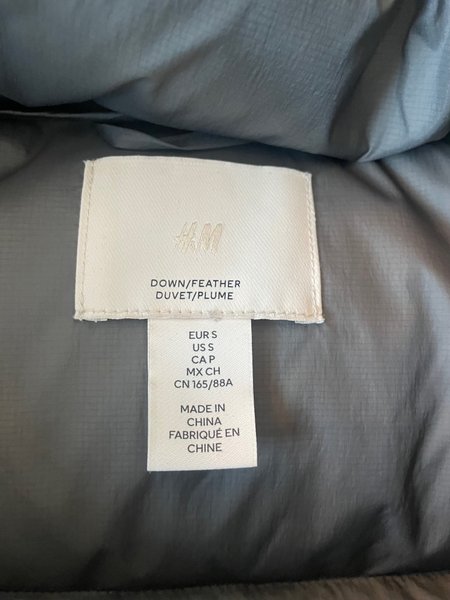 H&M
DOWN/FEATHER
DUVET/PLUME
EUR S
US S
CA P
MX CH
CN 165/88A
MADE IN
CHINA
FABRIQUÉ EN
CHINE